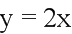 y = 2x